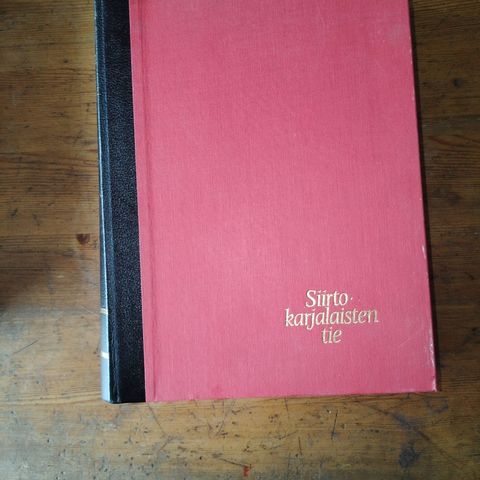 Siirto-
karjalaisten
tie